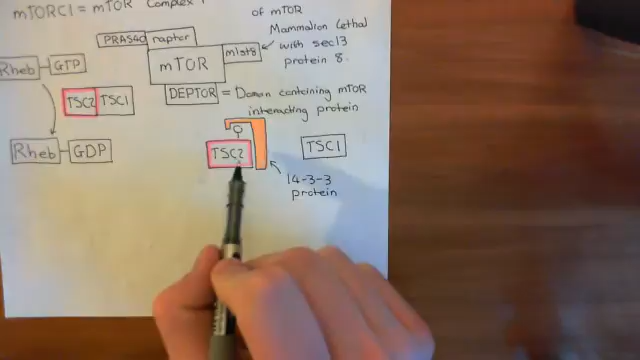 mTORC1 = mTOR Complex 1
of mTOR
PRAS40 raptor
mlst8
Mammalian Lethal
with sec13
protein 8.
Rheb GTP
mTOR
TSC2 TSC1
DEPTOR = Domain containing mTOR
interacting protein
Rheb GDP
TSC2
TSC1
14-3-3
protein